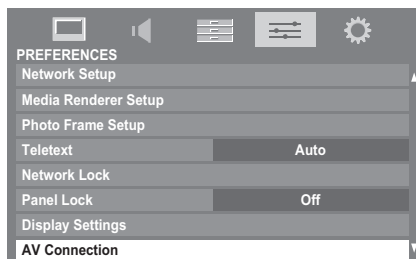 PREFERENCES
Network Setup
Media Renderer Setup
Photo Frame Setup
Teletext Auto
Network Lock
Panel Lock Off
Display Settings
AV Connection